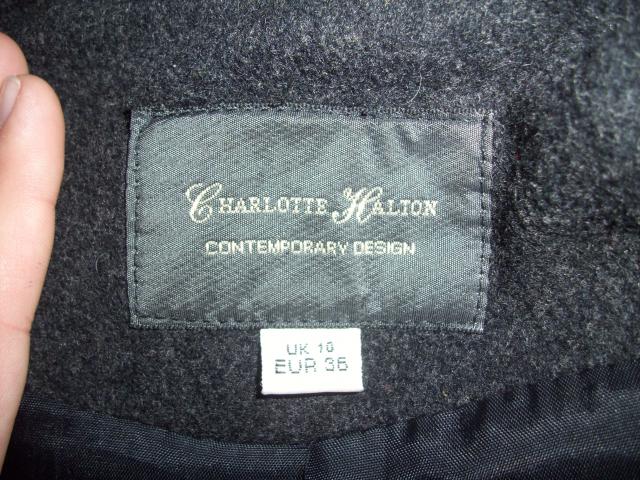 CHARLOTTE HALTON
CONTEMPORARY DESIGN
UK 10
EUR 36